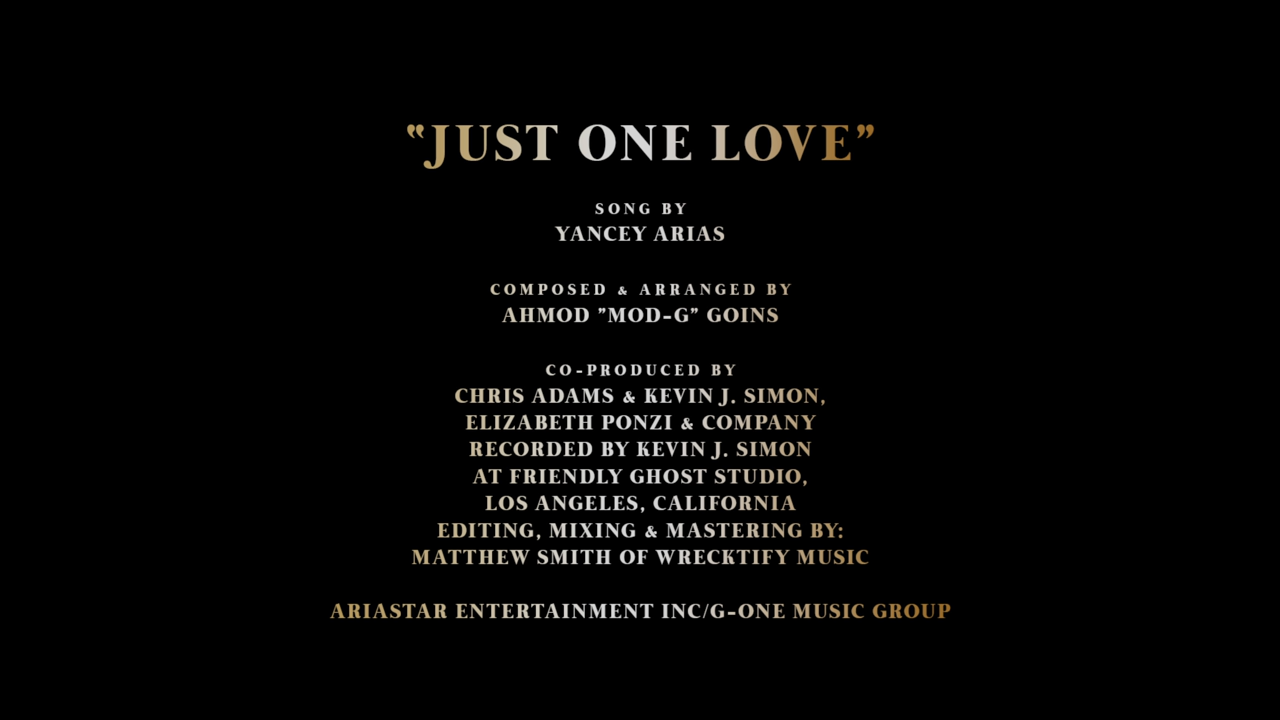 “JUST ONE LOVE”
SONG BY
YANCEY ARIAS
COMPOSED & ARRANGED BY
AHMOD ”MOD-G” GOINS
CO-PRODUCED BY
CHRIS ADAMS & KEVIN J. SIMON,
ELIZABETH PONZI & COMPANY
RECORDED BY KEVIN J. SIMON
AT FRIENDLY GHOST STUDIO,
LOS ANGELES, CALIFORNIA
EDITING, MIXING & MASTERING BY:
MATTHEW SMITH OF WRECKTIFY MUSIC
ARIASTAR ENTERTAINMENT INC/G-ONE MUSIC GROUP